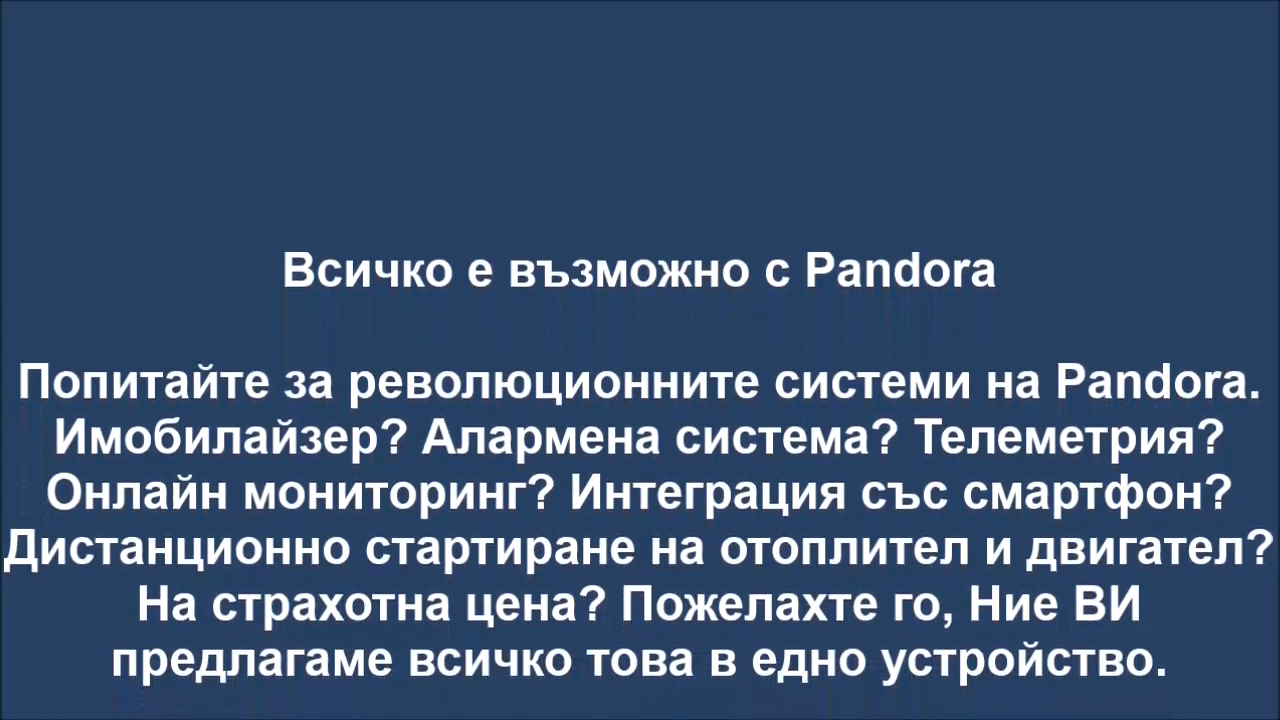 Всичко е възможно с Pandora
Попитайте за революционните системи на Pandora.
Имобилайзер? Алармена система? Телеметрия?
Онлайн мониторинг? Интеграция със смартфон?
Дистанционно стартиране на отоплител и двигател?
На страхотна цена? Пожелахте го, Ние ВИ
предлагаме всичко това в едно устройство.